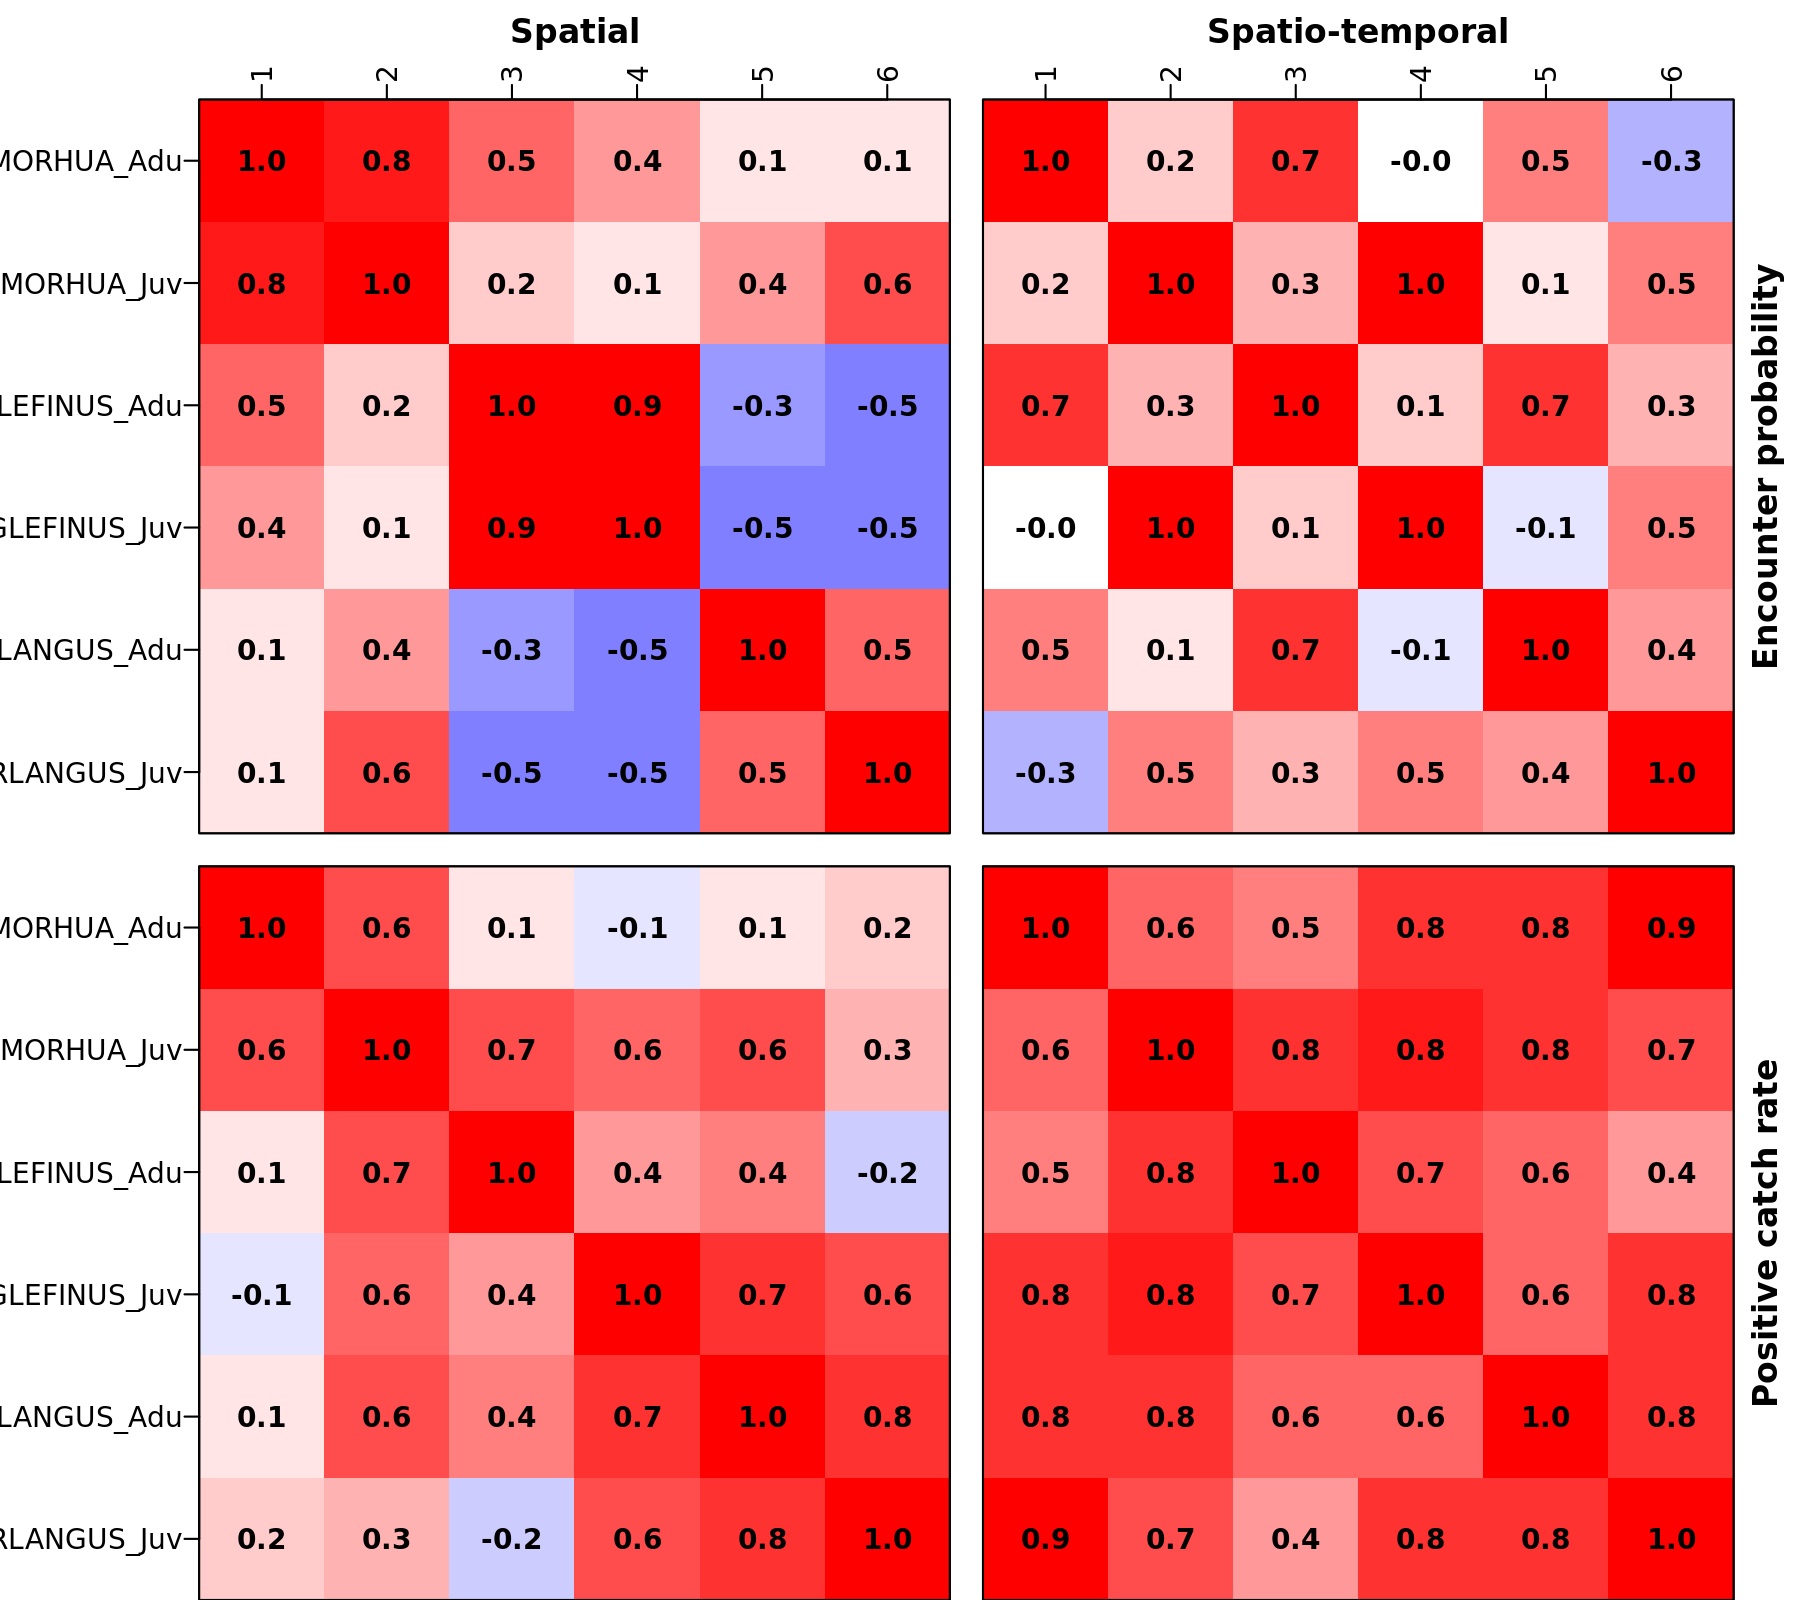 Spatial Spatio-temporal
1 2 3 4 5 6 1 2 3 4 5 6
MORHUA_Adu 1.0 0.8 0.5 0.4 0.1 0.1 1.0 0.2 0.7 -0.0 0.5 -0.3
MORHUA_Juv 0.8 1.0 0.2 0.1 0.4 0.6 0.2 1.0 0.3 1.0 0.1 0.5
LEFINUS_Adu 0.5 0.2 1.0 0.9 -0.3 -0.5 0.7 0.3 1.0 0.1 0.7 0.3
GLEFINUS_Juv 0.4 0.1 0.9 1.0 -0.5 -0.5 -0.0 1.0 0.1 1.0 -0.1 0.5
LANGUS_Adu 0.1 0.4 -0.3 -0.5 1.0 0.5 0.5 0.1 0.7 -0.1 1.0 0.4
RLANGUS_Juv 0.1 0.6 -0.5 -0.5 0.5 1.0 -0.3 0.5 0.3 0.5 0.4 1.0
Encounter probability
MORHUA_Adu 1.0 0.6 0.1 -0.1 0.1 0.2 1.0 0.6 0.5 0.8 0.8 0.9
MORHUA_Juv 0.6 1.0 0.7 0.6 0.6 0.3 0.6 1.0 0.8 0.8 0.8 0.7
LEFINUS_Adu 0.1 0.7 1.0 0.4 0.4 -0.2 0.5 0.8 1.0 0.7 0.6 0.4
GLEFINUS_Juv -0.1 0.6 0.4 1.0 0.7 0.6 0.8 0.8 0.7 1.0 0.6 0.8
LANGUS_Adu 0.1 0.6 0.4 0.7 1.0 0.8 0.8 0.8 0.6 0.6 1.0 0.8
RLANGUS_Juv 0.2 0.3 -0.2 0.6 0.8 1.0 0.9 0.7 0.4 0.8 0.8 1.0
Positive catch rate